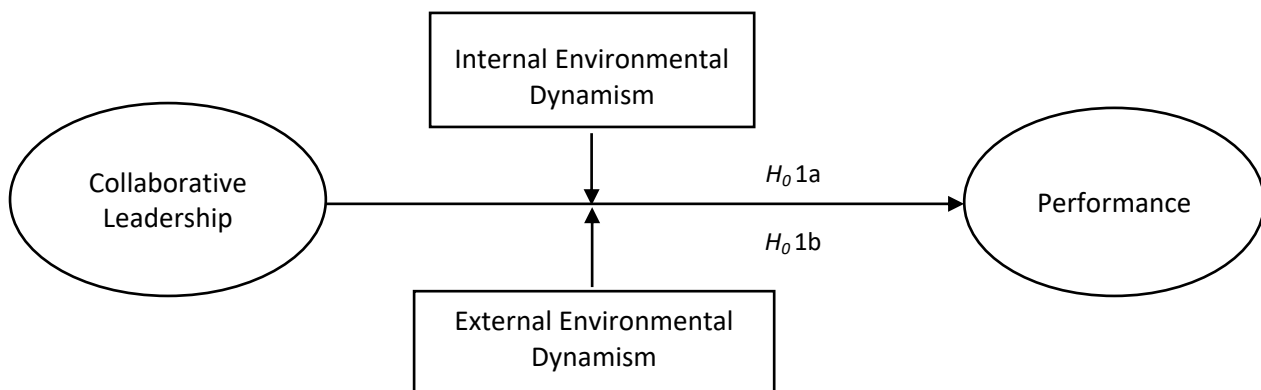 Internal Environmental
Dynamism
Collaborative
Leadership
H₀ 1a
Performance
H₀ 1b
External Environmental
Dynamism